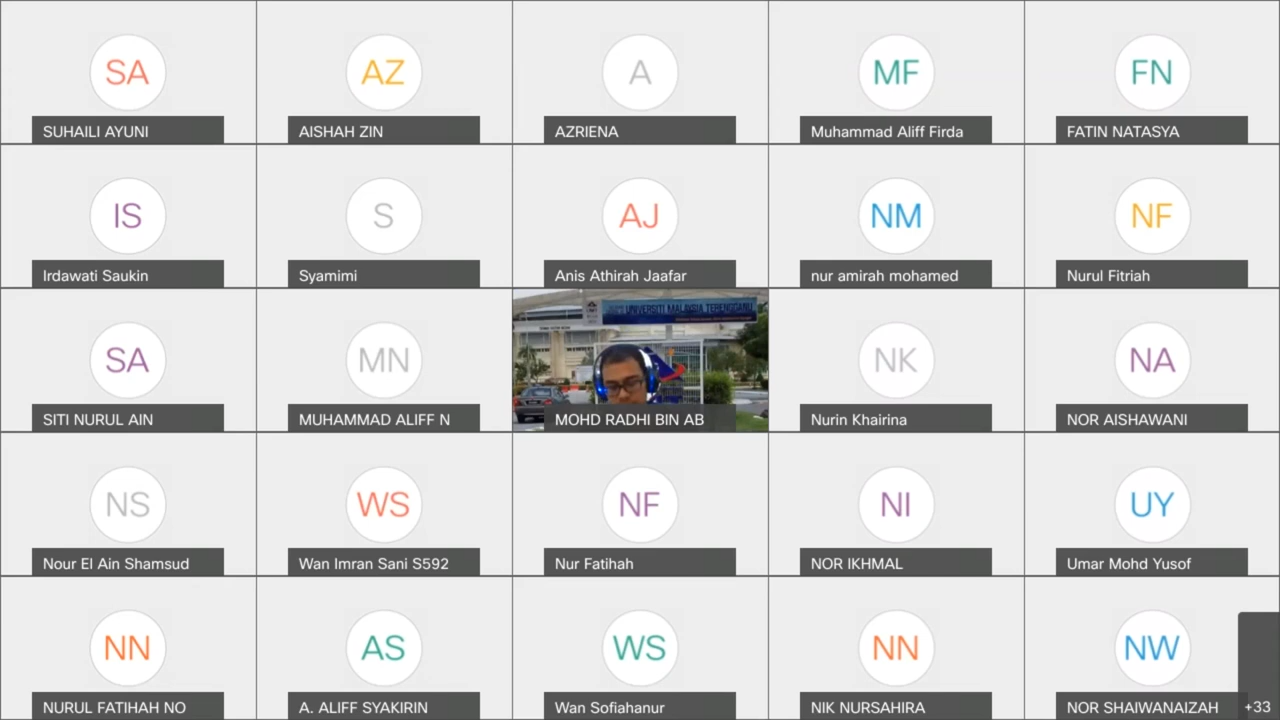 SA
AZ
A
MF
FN
SUHAILI AYUNI
AISHAH ZIN
AZRIENA
Muhammad Aliff Firda
FATIN NATASYA
IS
S
AJ
NM
NF
Irdawati Saukin
Syamimi
Anis Athirah Jaafar
nur amirah mohamed
Nurul Fitriah
UNIVERSITI MALAYSIA TERENGGANU
SA
MN
NK
NA
SITI NURUL AIN
MUHAMMAD ALIFF N
MOHD RADHI BIN AB
Nurin Khairina
NOR AISHAWANI
NS
WS
NF
NI
UY
Nour El Ain Shamsud
Wan Imran Sani S592
Nur Fatihah
NOR IKHMAL
Umar Mohd Yusof
NN
AS
WS
NN
NW
NURUL FATIHAH NO
A. ALIFF SYAKIRIN
Wan Sofiahanur
NIK NURSAHIRA
NOR SHAIWANAIZAH
+33